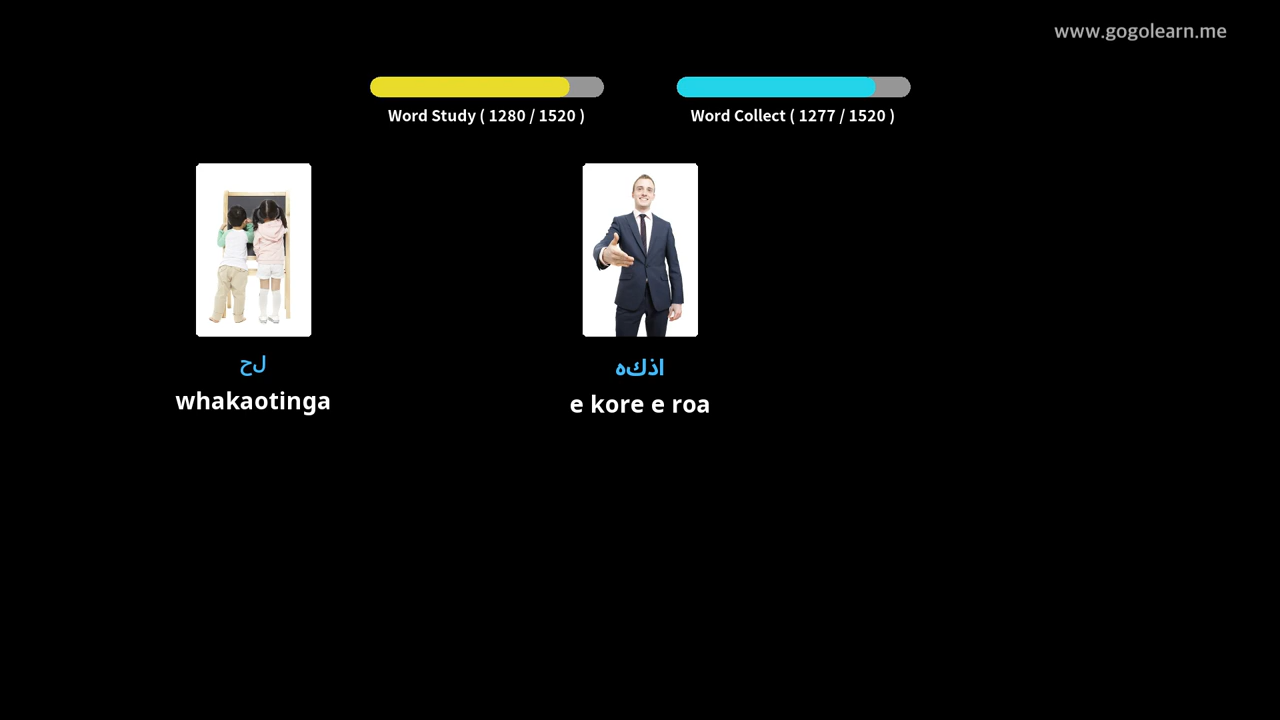 www.gogolearn.me
Word Study ( 1280 / 1520 )
Word Collect ( 1277 / 1520 )
لح
whakaotinga
اذكه
e kore e roa